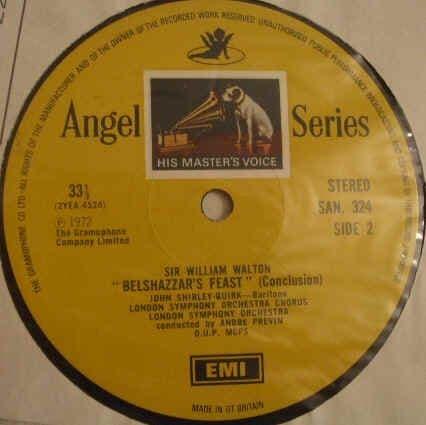 THE GRAMOPHONE CO LTD · ALL RIGHTS OF THE MANUFACTURER AND OF THE OWNER OF THE RECORDED WORK RESERVED UNAUTHORISED PUBLIC PERFORMANCE
Angel Series
HIS MASTER'S VOICE
33⅓
(2YEA.4526)
STEREO
SAN. 324
SIDE 2
Ⓟ 1972
The Gramophone
Company Limited
SIR WILLIAM WALTON
"BELSHAZZAR'S FEAST" (Conclusion)
JOHN SHIRLEY-QUIRK—Baritone
LONDON SYMPHONY ORCHESTRA CHORUS
LONDON SYMPHONY ORCHESTRA
conducted by ANDRE PREVIN
O.U.P. MCPS
EMI
MADE IN GT BRITAIN